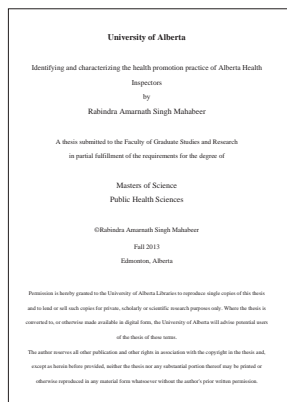 University of Alberta
Identifying and characterizing the health promotion practice of Alberta Health
Inspectors
by
Rabindra Amarnath Singh Mahabeer
A thesis submitted to the Faculty of Graduate Studies and Research
in partial fulfillment of the requirements for the degree of
Masters of Science
Public Health Sciences
©Rabindra Amarnath Singh Mahabeer
Fall 2013
Edmonton, Alberta
Permission is hereby granted to the University of Alberta Libraries to reproduce single copies of this thesis
and to lend or sell such copies for private, scholarly or scientific research purposes only. Where the thesis is
converted to, or otherwise made available in digital form, the University of Alberta will advise potential users
of the thesis of these terms.
The author reserves all other publication and other rights in association with the copyright in the thesis and,
except as herein before provided, neither the thesis nor any substantial portion thereof may be printed or
otherwise reproduced in any material form whatsoever without the author's prior written permission.